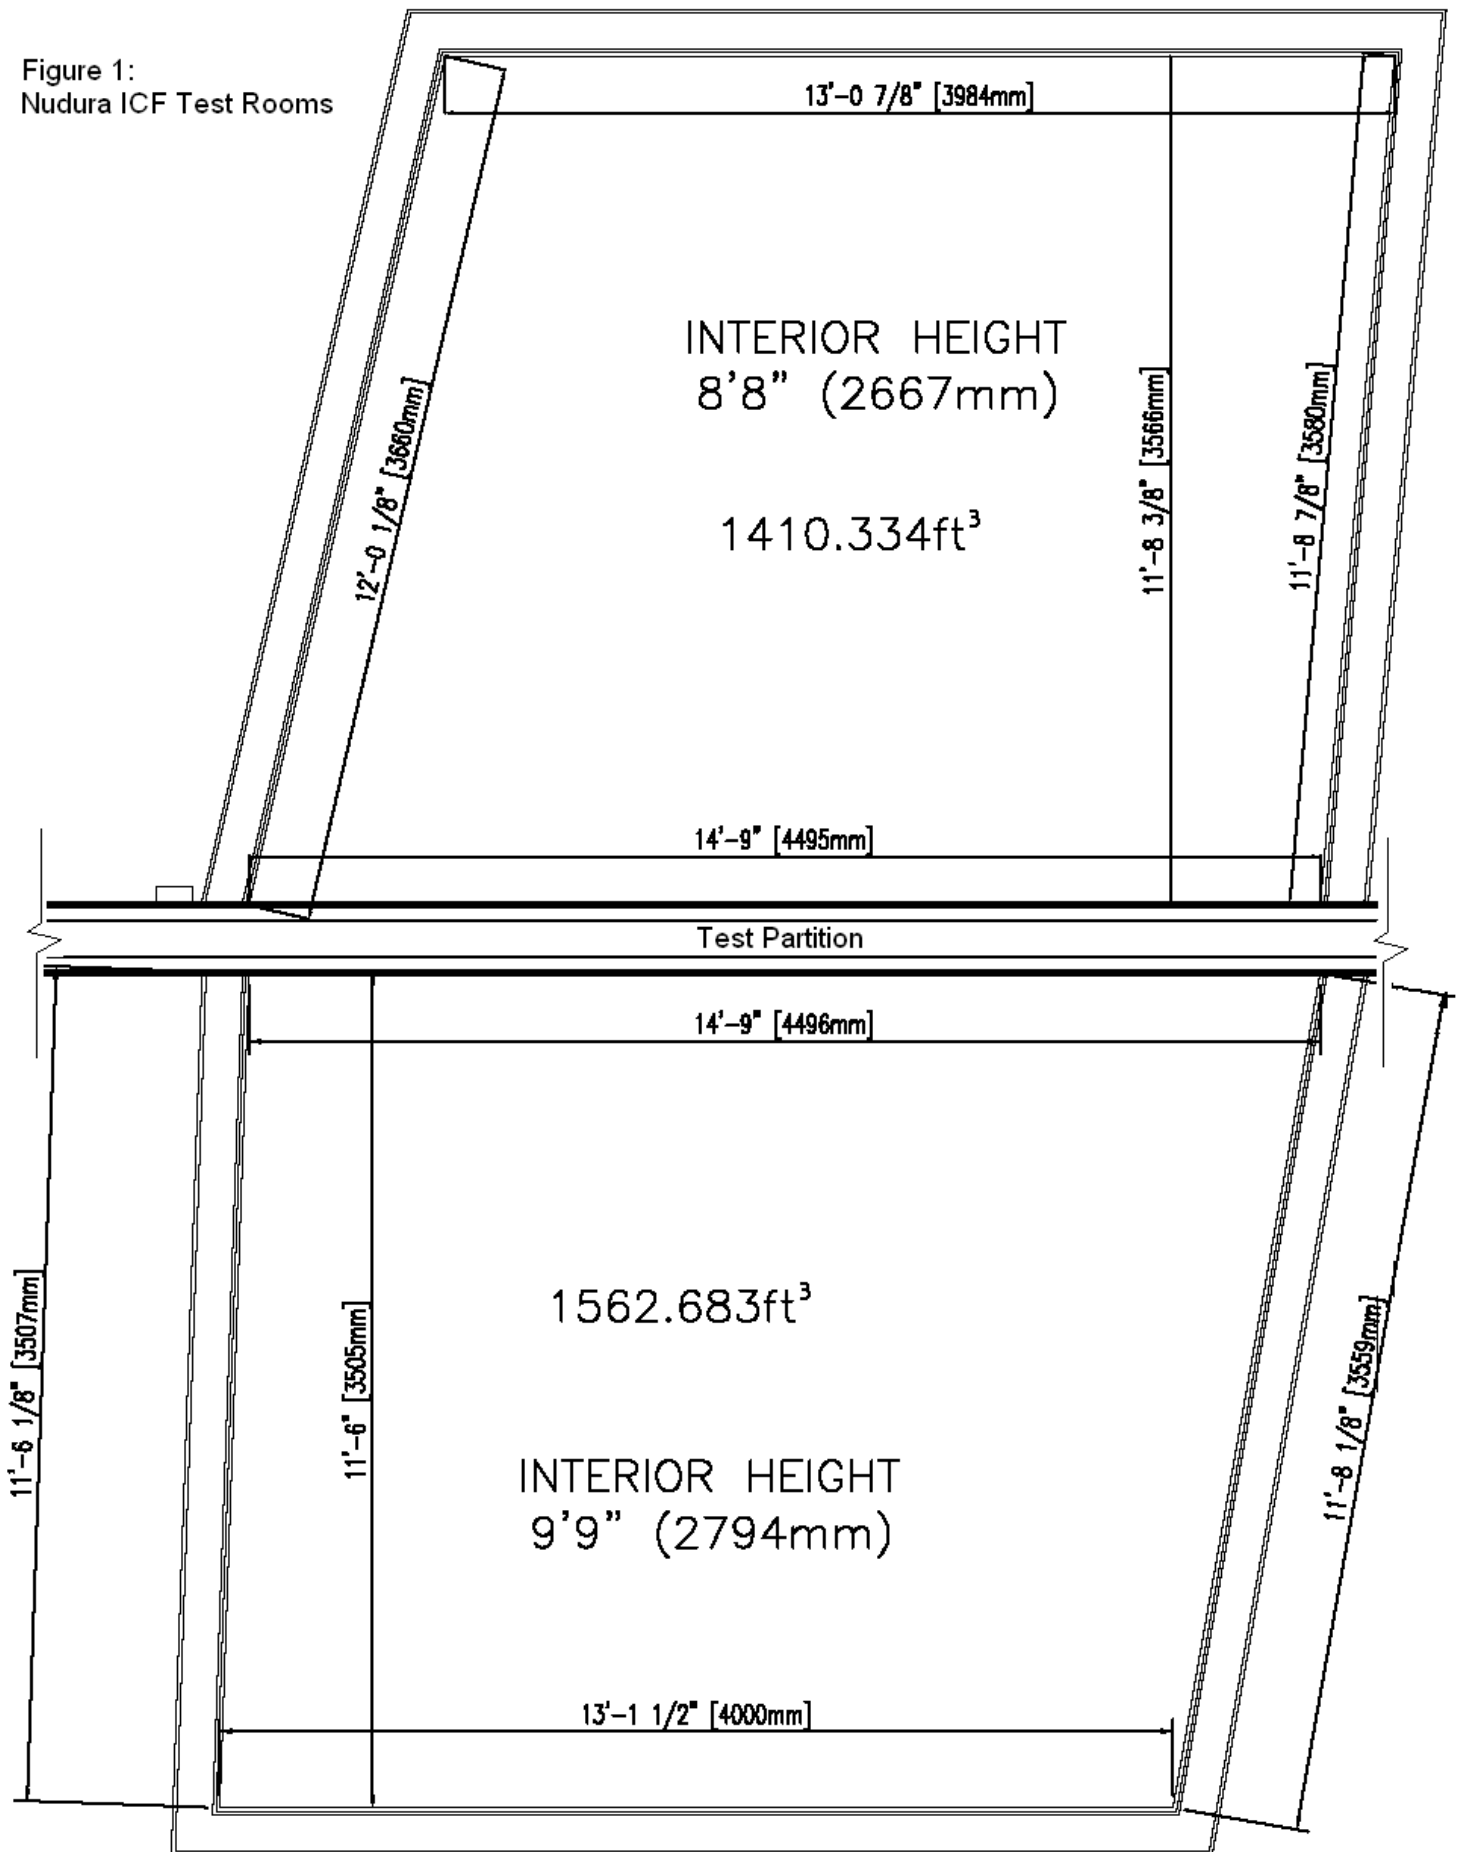 Figure 1:
Nudura ICF Test Rooms
13'-0 7/8" [3984mm]
INTERIOR HEIGHT
8'8" (2667mm)
12'-0 1/8" [3660mm]
11'-8 3/8" [3566mm]
11'-8 7/8" [3580mm]
1410.334ft³
14'-9" [4495mm]
Test Partition
14'-9" [4496mm]
1562.683ft³
11'-6 1/8" [3507mm]
11'-6" [3505mm]
11'-8 1/8" [3559mm]
INTERIOR HEIGHT
9'9" (2794mm)
13'-1 1/2" [4000mm]